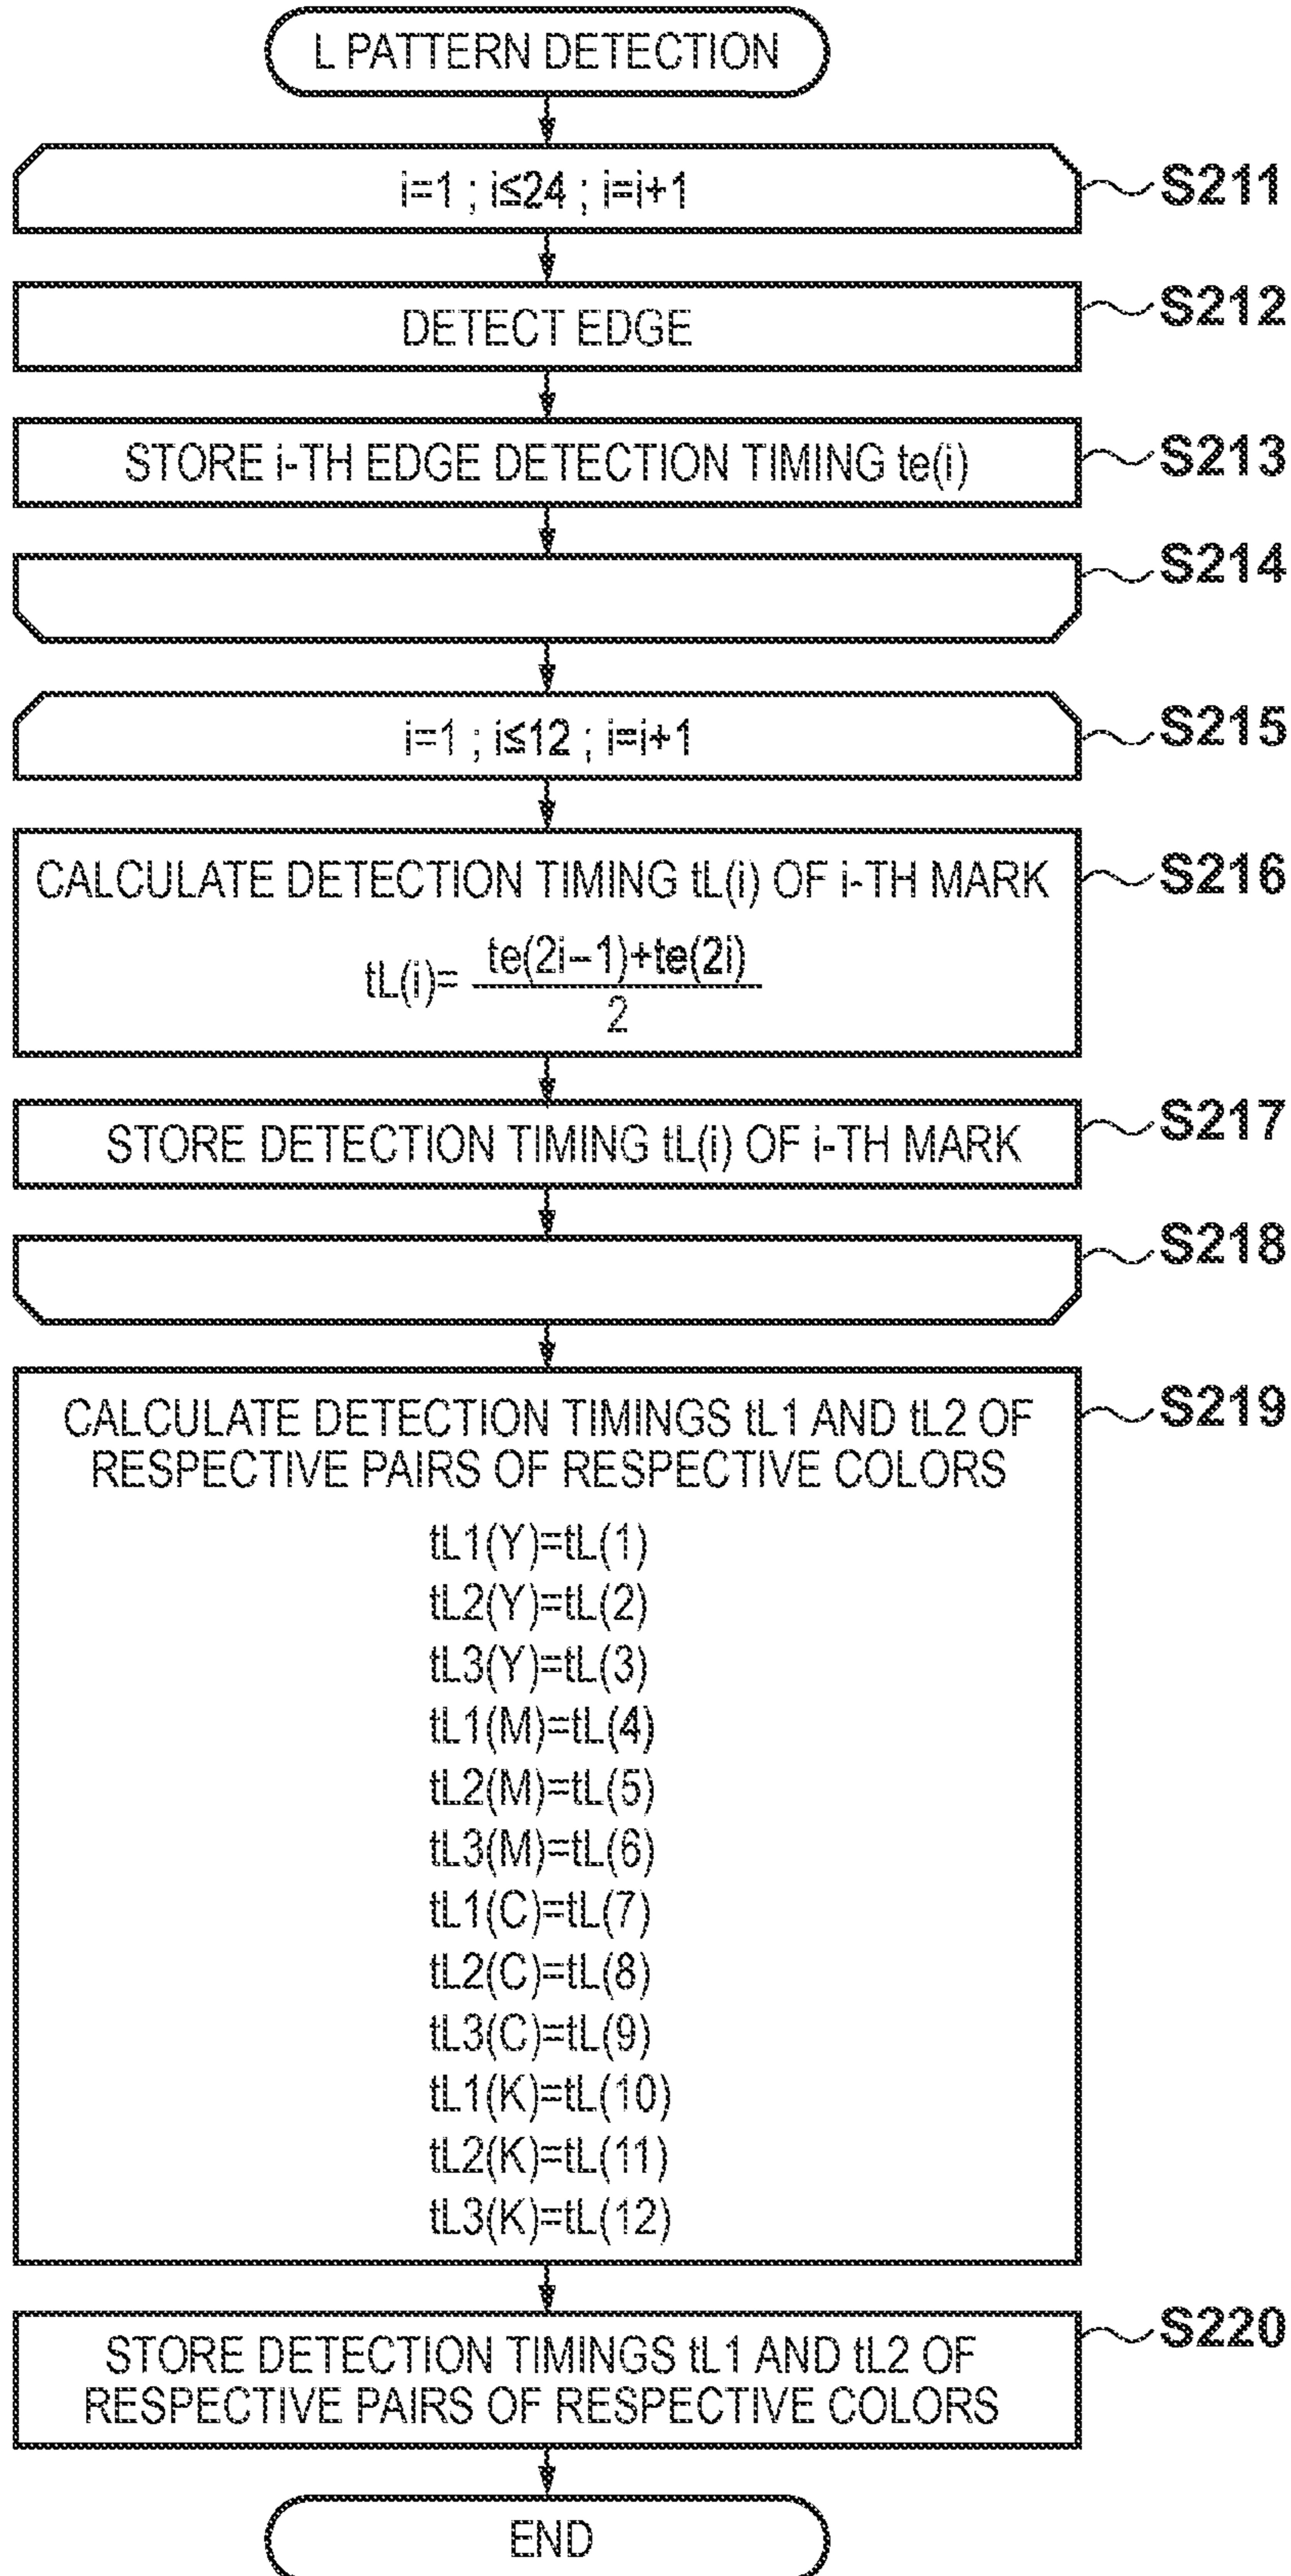 L PATTERN DETECTION
i=1 ; i≤24 ; i=i+1
S211
DETECT EDGE
S212
STORE i-TH EDGE DETECTION TIMING te(i)
S213
S214
i=1 ; i≤12 ; i=i+1
S215
CALCULATE DETECTION TIMING tL(i) OF i-TH MARK
S216
tL(i)= te(2i−1)+te(2i)
2
STORE DETECTION TIMING tL(i) OF i-TH MARK
S217
S218
CALCULATE DETECTION TIMINGS tL1 AND tL2 OF
S219
RESPECTIVE PAIRS OF RESPECTIVE COLORS
tL1(Y)=tL(1)
tL2(Y)=tL(2)
tL3(Y)=tL(3)
tL1(M)=tL(4)
tL2(M)=tL(5)
tL3(M)=tL(6)
tL1(C)=tL(7)
tL2(C)=tL(8)
tL3(C)=tL(9)
tL1(K)=tL(10)
tL2(K)=tL(11)
tL3(K)=tL(12)
S220
STORE DETECTION TIMINGS tL1 AND tL2 OF
RESPECTIVE PAIRS OF RESPECTIVE COLORS
END